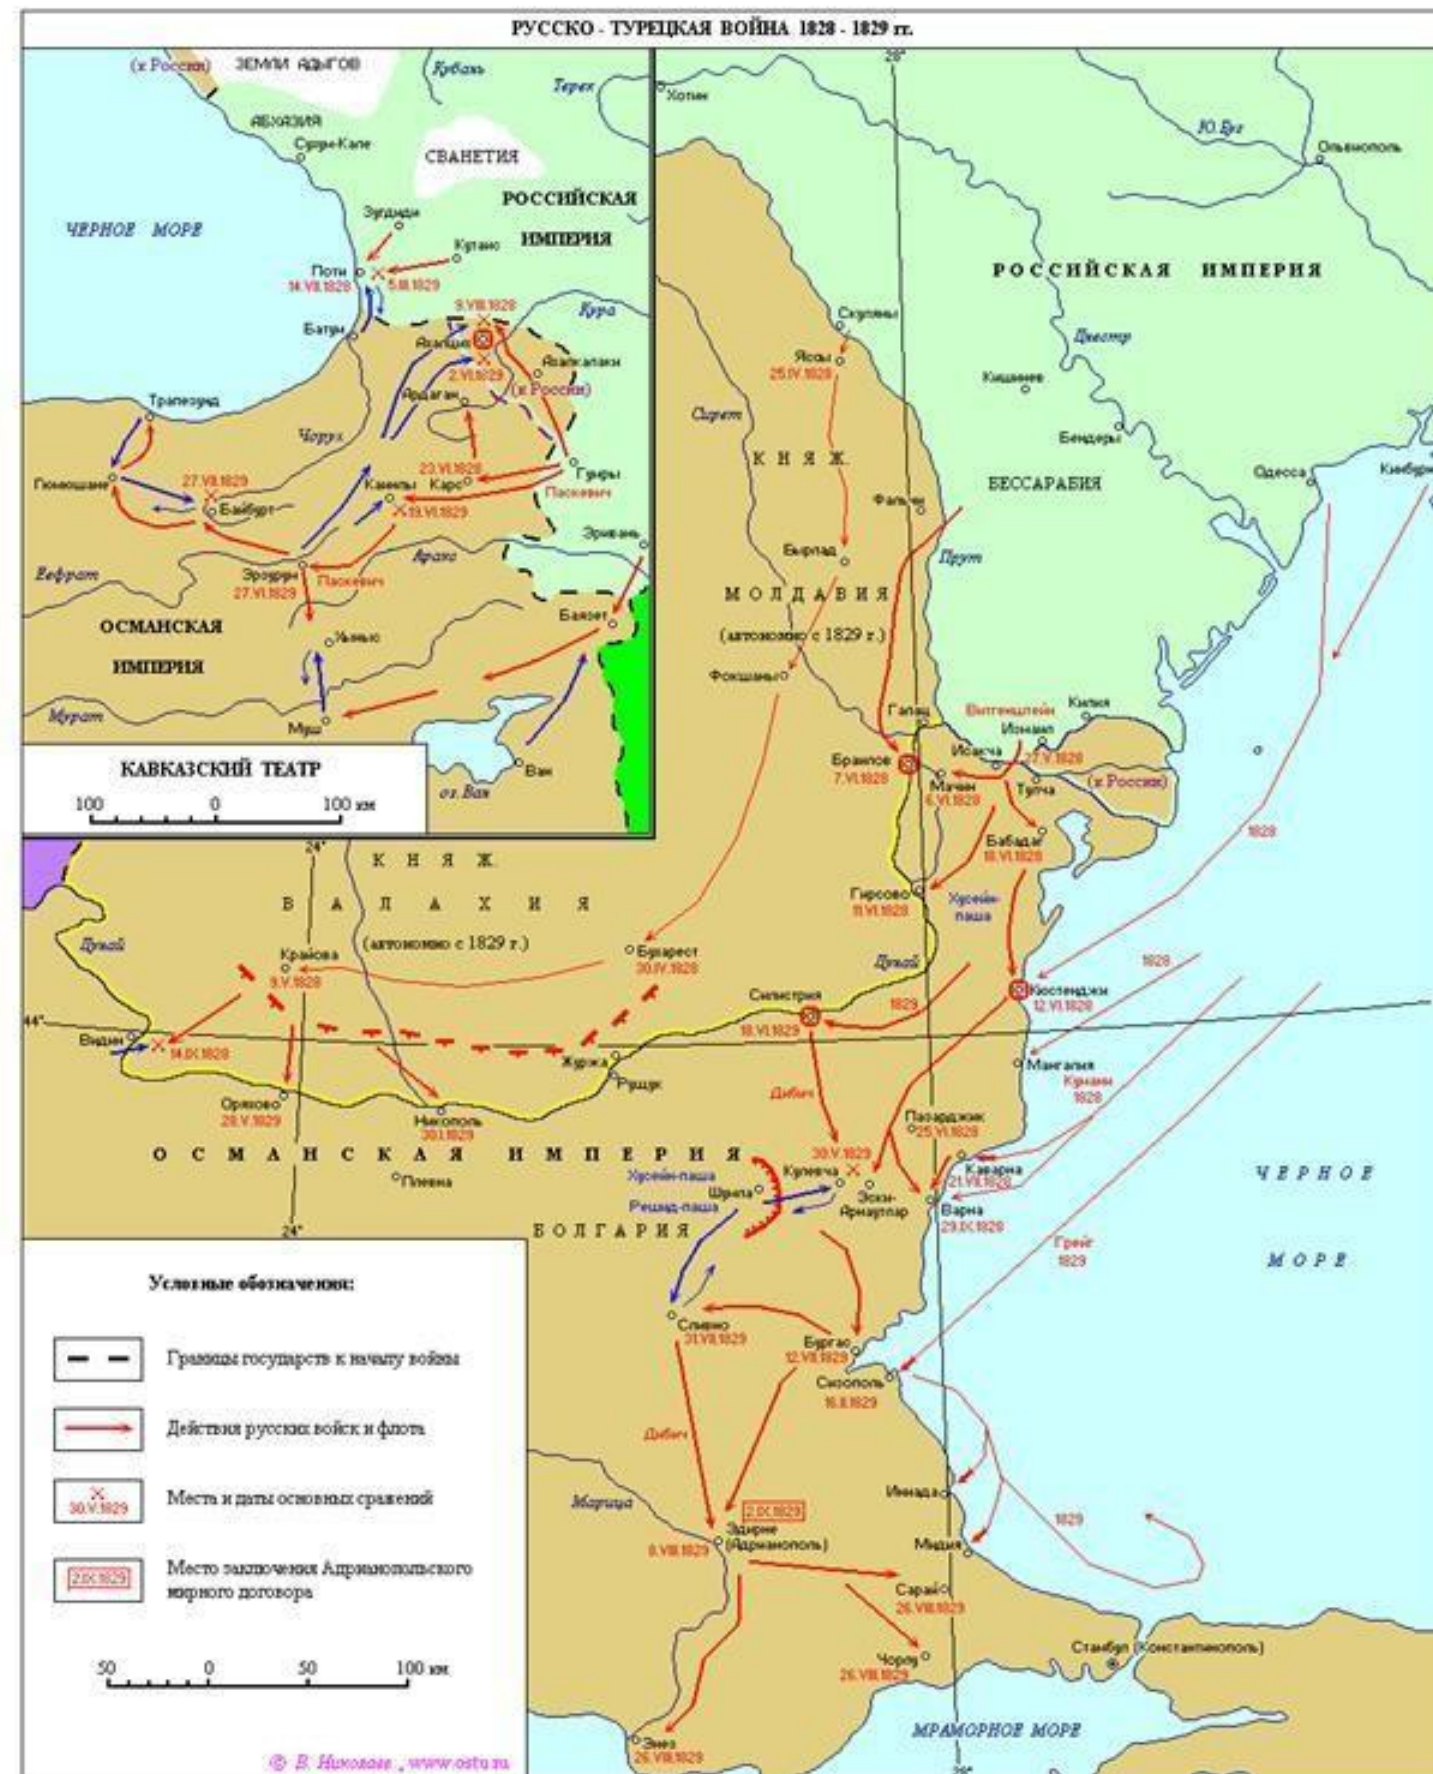 РУССКО - ТУРЕЦКАЯ ВОЙНА 1828 - 1829 гг.
(к России)
ЗЕМЛИ АДЫГОВ
Кубань
Терек
АБХАЗИЯ
Сухум-Кале
СВАНЕТИЯ
РОССИЙСКАЯ
ИМПЕРИЯ
ЧЕРНОЕ МОРЕ
Зугдиди
Кутаис
Поти
14.VII.1828
5.III.1829
9.VIII.1828
Кура
Батум
Ахалцих
Ахалкалаки
2.VI.1829
(к России)
Ардаган
Трапезунд
Чорух
23.VI.1828
Гюмюшане
27.VII.1829
Каинлы
Карс
Гумры
Паскевич
Байбурт
19.VI.1829
Эривань
Аракс
Евфрат
Эрзурум
27.VI.1829
Паскевич
Баязет
ОСМАНСКАЯ
ИМПЕРИЯ
Хыныс
Мурат
Муш
Ван
оз. Ван
КАВКАЗСКИЙ ТЕАТР
100 0 100 км
28°
Хотин
Ю.Буг
Ольвиополь
РОССИЙСКАЯ ИМПЕРИЯ
Скуляны
Днестр
Яссы
25.IV.1828
Кишинев
Сирет
Бендеры
КНЯЖ.
Одесса
Кинбурн
БЕССАРАБИЯ
Фальчи
Бырлад
Прут
МОЛДАВИЯ
(автономно с 1829 г.)
Фокшаны
Галац
Витгенштейн
Килия
Измаил
Исакча
27.V.1828
Браилов
7.VI.1828
Мачин
6.VI.1828
Тулча
(к России)
Бабадаг
18.VI.1828
1828
24°
КНЯЖ.
ВАЛАХИЯ
(автономно с 1829 г.)
Гирсово
11.VI.1828
Хусейн-
паша
Дунай
Крайова
9.V.1828
Бухарест
30.IV.1828
Дунай
1828
Силистрия
18.VI.1829
1829
Кюстенджи
12.VI.1828
44°
Видин
14.IX.1828
Журжа
Рущук
Мангалия
Кумани
1828
Оряхово
28.V.1829
Никополь
30.I.1829
Дибич
Пазарджик
25.VI.1828
ОСМАНСКАЯ ИМПЕРИЯ
30.V.1829
Кулевча
Каварна
21.VII.1828
Плевна
Хусейн-паша
Шумла
Решид-паша
Эски-
Арнаутлар
Варна
29.IX.1828
ЧЕРНОЕ
МОРЕ
24°
БОЛГАРИЯ
Грейг
1829
Сливно
31.VII.1829
Бургас
12.VII.1829
Сизополь
16.II.1829
Дибич
Марица
2.IX.1829
Эдирне
(Адрианополь)
8.VIII.1829
Иниада
Мидия
1829
Сарай
26.VIII.1829
Чорлу
26.VIII.1829
Стамбул (Константинополь)
МРАМОРНОЕ МОРЕ
Энез
26.VIII.1829
Условные обозначения:
Границы государств к началу войны
Действия русских войск и флота
30.V.1829
Места и даты основных сражений
2.IX.1829
Место заключения Адрианопольского
мирного договора
50 0 50 100 км
© В. Николаев , www.ostu.ru